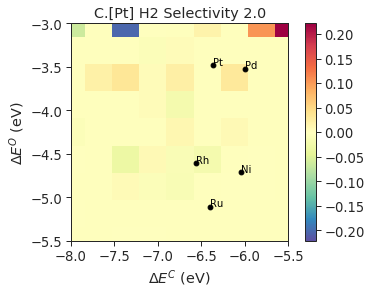 C.[Pt] H2 Selectivity 2.0
−3.0
−3.5
−4.0
−4.5
−5.0
−5.5
ΔE^O (eV)
Pt
Pd
Rh
Ni
Ru
−8.0 −7.5 −7.0 −6.5 −6.0 −5.5
ΔE^C (eV)
0.20
0.15
0.10
0.05
0.00
−0.05
−0.10
−0.15
−0.20